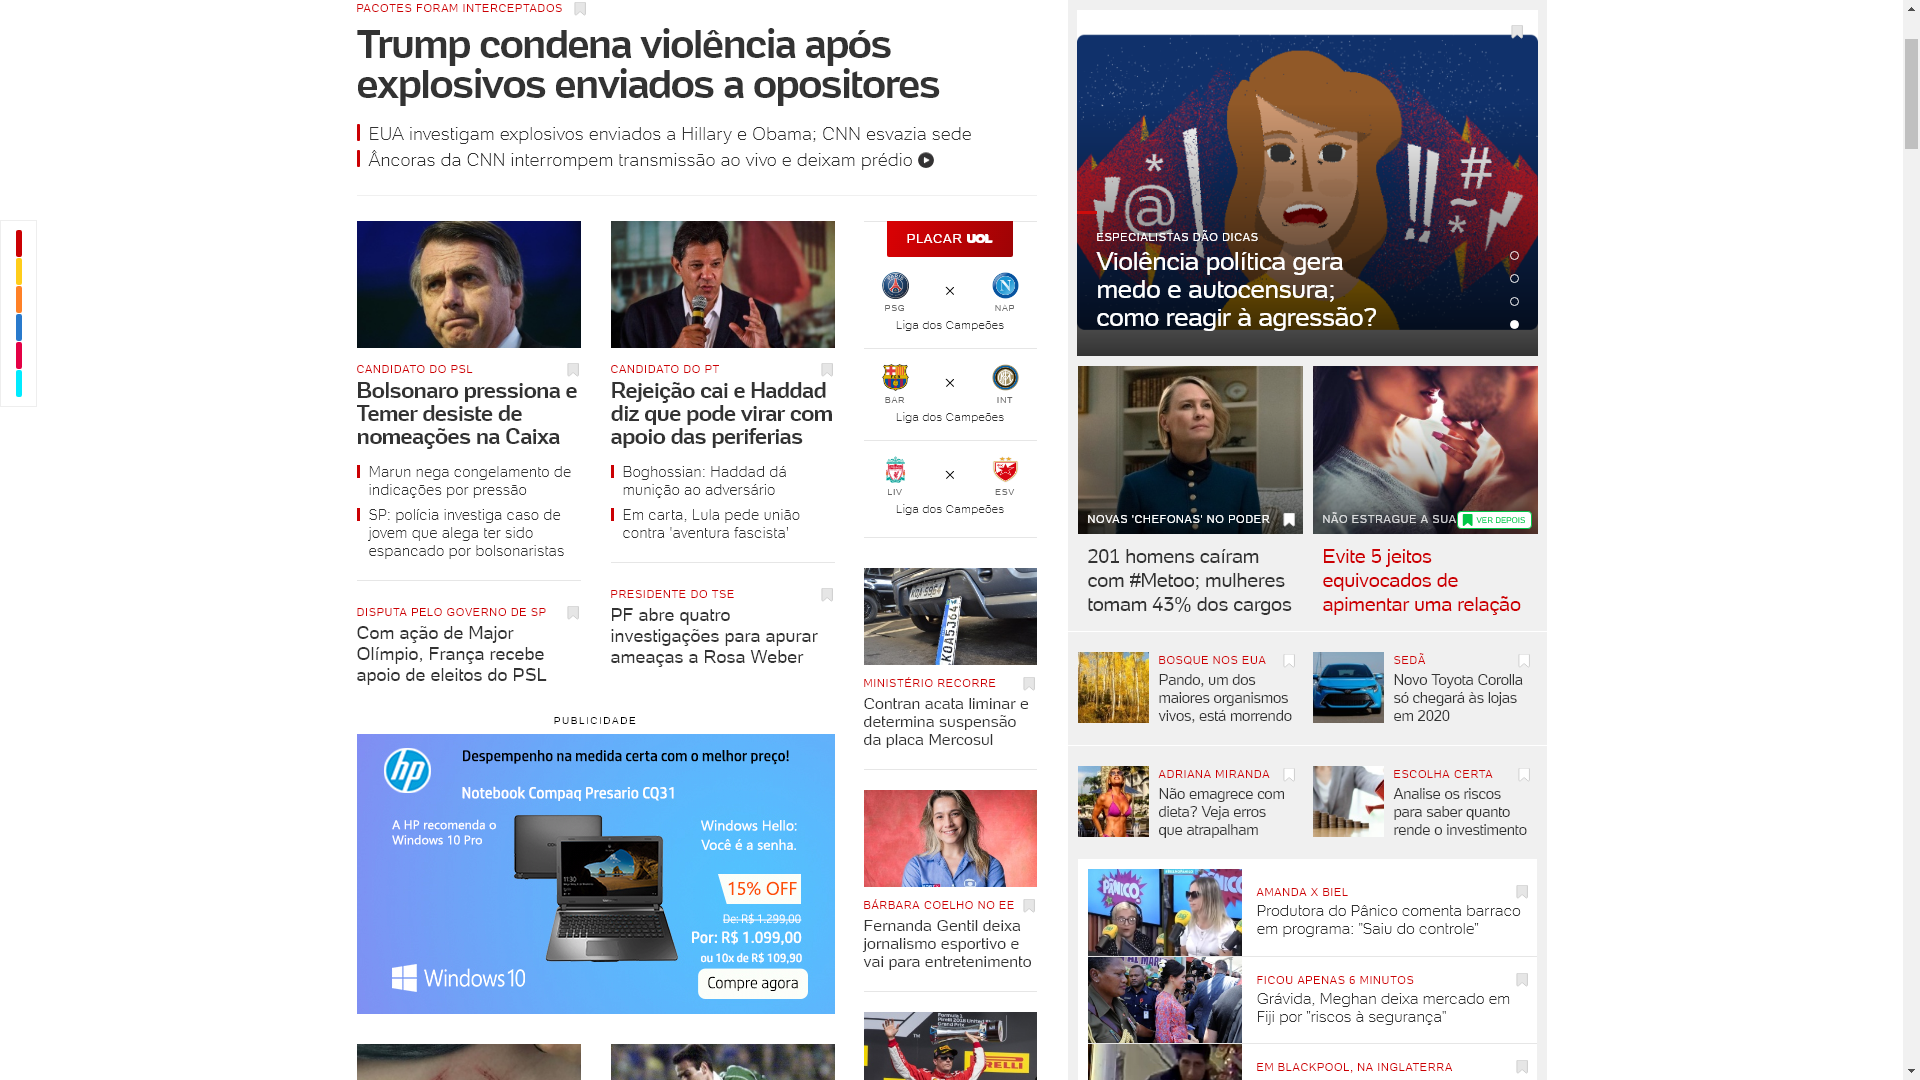 PACOTES FORAM INTERCEPTADOS
Trump condena violência após
explosivos enviados a opositores
EUA investigam explosivos enviados a Hillary e Obama; CNN esvazia sede
Âncoras da CNN interrompem transmissão ao vivo e deixam prédio
CANDIDATO DO PSL
Bolsonaro pressiona e
Temer desiste de
nomeações na Caixa
Marun nega congelamento de
indicações por pressão
SP: polícia investiga caso de
jovem que alega ter sido
espancado por bolsonaristas
DISPUTA PELO GOVERNO DE SP
Com ação de Major
Olímpio, França recebe
apoio de eleitos do PSL
CANDIDATO DO PT
Rejeição cai e Haddad
diz que pode virar com
apoio das periferias
Boghossian: Haddad dá
munição ao adversário
Em carta, Lula pede união
contra 'aventura fascista'
PRESIDENTE DO TSE
PF abre quatro
investigações para apurar
ameaças a Rosa Weber
PUBLICIDADE
hp
Despempenho na medida certa com o melhor preço!
Notebook Compaq Presario CQ31
A HP recomenda o
Windows 10 Pro
Windows Hello:
Você é a senha.
11:30
15% OFF
De: R$ 1.299,00
Por: R$ 1.099,00
ou 10x de R$ 109,90
Compre agora
Windows 10
PLACAR UOL
PSG × NAP
Liga dos Campeões
BAR × INT
Liga dos Campeões
LIV × ESV
Liga dos Campeões
KOA5J64
MINISTÉRIO RECORRE
Contran acata liminar e
determina suspensão
da placa Mercosul
BÁRBARA COELHO NO EE
Fernanda Gentil deixa
jornalismo esportivo e
vai para entretenimento
PIRELLI
@ !! #
ESPECIALISTAS DÃO DICAS
Violência política gera
medo e autocensura;
como reagir à agressão?
NOVAS 'CHEFONAS' NO PODER
201 homens caíram
com #Metoo; mulheres
tomam 43% dos cargos
NÃO ESTRAGUE A SUA
VER DEPOIS
Evite 5 jeitos
equivocados de
apimentar uma relação
BOSQUE NOS EUA
Pando, um dos
maiores organismos
vivos, está morrendo
SEDÃ
Novo Toyota Corolla
só chegará às lojas
em 2020
ADRIANA MIRANDA
Não emagrece com
dieta? Veja erros
que atrapalham
ESCOLHA CERTA
Analise os riscos
para saber quanto
rende o investimento
PÂNICO
AMANDA X BIEL
Produtora do Pânico comenta barraco
em programa: "Saiu do controle"
FICOU APENAS 6 MINUTOS
Grávida, Meghan deixa mercado em
Fiji por "riscos à segurança"
EM BLACKPOOL, NA INGLATERRA